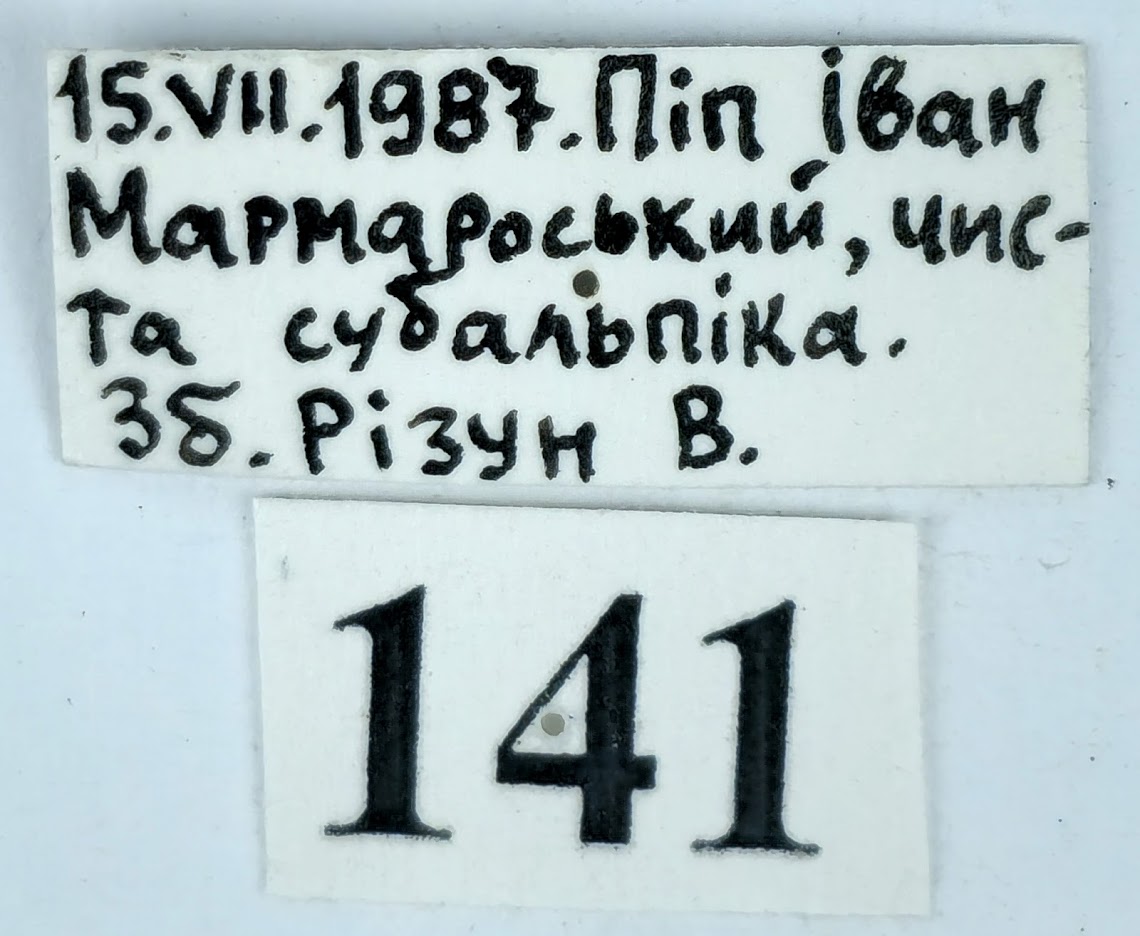 15.VII.1987. Піп Іван
Мармароський, чис-
та субальпіка.
Зб. Різун В.
141